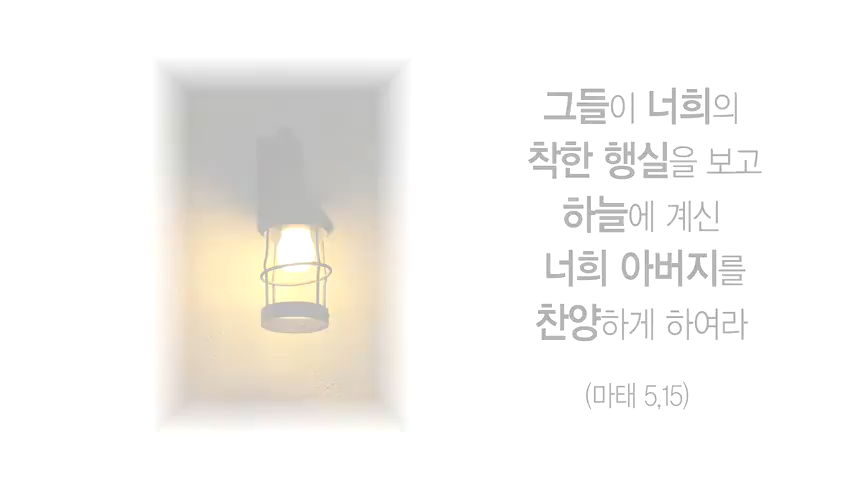 그들이 너희의
착한 행실을 보고
하늘에 계신
너희 아버지를
찬양하게 하여라
(마태 5,15)